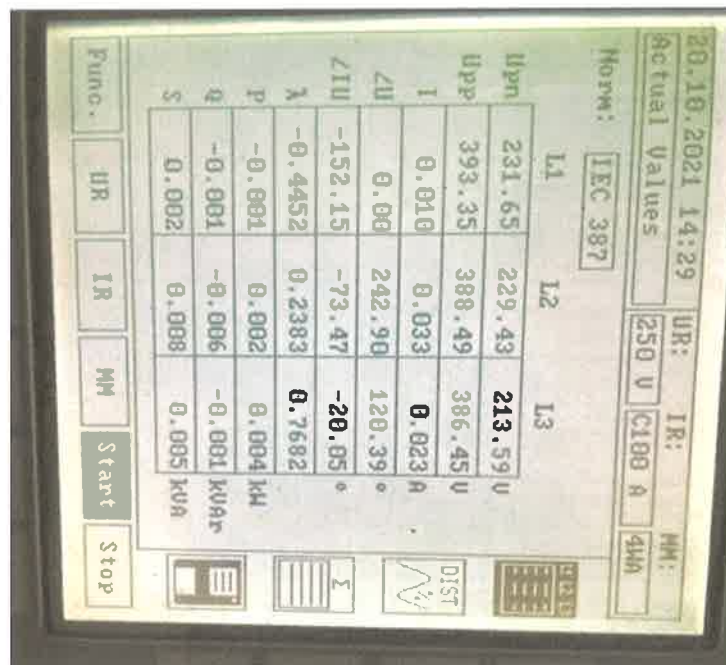 20.10.2021 14:29 UR: IR: MM:
Actual Values 250 U C100 A 4WA
Norm: IEC 387
L1 L2 L3
Upn 231.65 229.43 213.59 U
Upp 393.35 388.49 386.45 U
I 0.010 0.033 0.023 A
∠U 0.00 242.90 120.39 °
∠IU -152.15 -73.47 -20.05 °
λ -0.4452 0.2383 0.7682
P -0.001 0.002 0.004 kW
Q -0.001 -0.006 -0.001 kVAr
S 0.002 0.008 0.005 kVA
DIST
Σ
Func. UR IR MM Start Stop